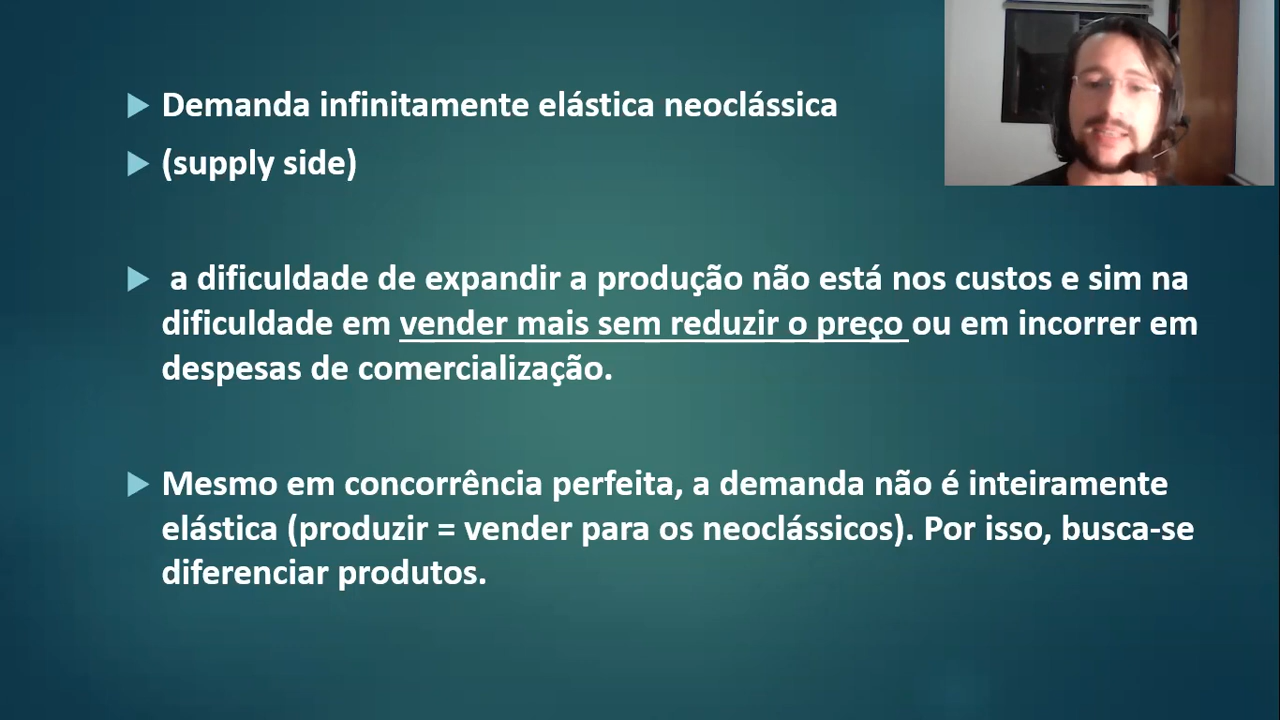 Demanda infinitamente elástica neoclássica
(supply side)
a dificuldade de expandir a produção não está nos custos e sim na
dificuldade em vender mais sem reduzir o preço ou em incorrer em
despesas de comercialização.
Mesmo em concorrência perfeita, a demanda não é inteiramente
elástica (produzir = vender para os neoclássicos). Por isso, busca-se
diferenciar produtos.